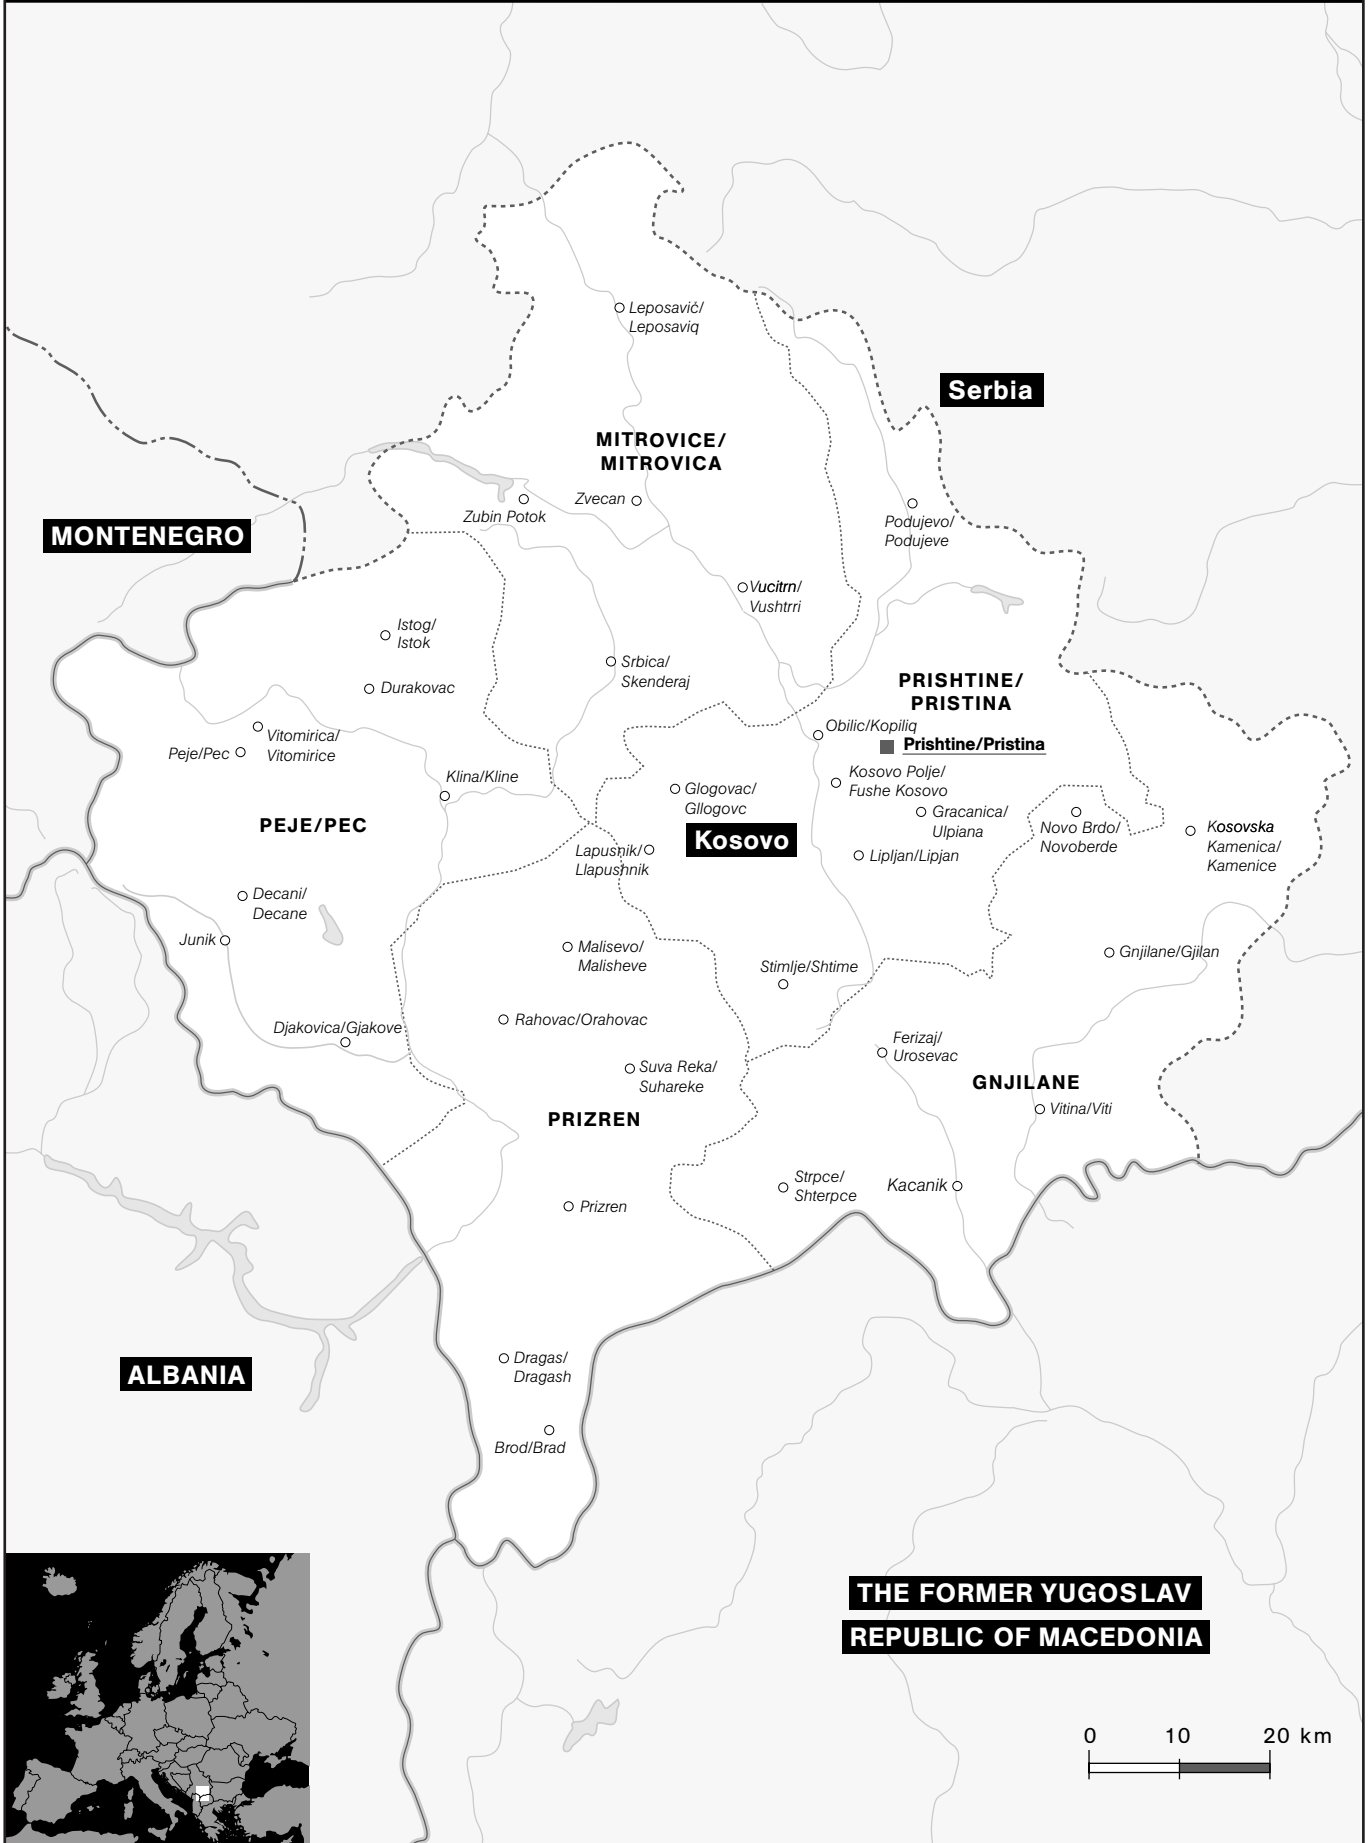 Leposavić/
Leposaviq
Serbia
MITROVICE/
MITROVICA
Zvecan
Zubin Potok
Podujevo/
Podujeve
MONTENEGRO
Vucitrn/
Vushtrri
Istog/
Istok
Srbica/
Skenderaj
Durakovac
PRISHTINE/
PRISTINA
Obilic/Kopiliq
Vitomirica/
Vitomirice
Peje/Pec
Prishtine/Pristina
Klina/Kline
Kosovo Polje/
Fushe Kosovo
Glogovac/
Gllogovc
Gracanica/
Ulpiana
Novo Brdo/
Novoberde
Kosovska
Kamenica/
Kamenice
PEJE/PEC
Kosovo
Lapusnik/
Llapushnik
Lipljan/Lipjan
Decani/
Decane
Junik
Malisevo/
Malisheve
Stimlje/Shtime
Gnjilane/Gjilan
Rahovac/Orahovac
Djakovica/Gjakove
Ferizaj/
Urosevac
Suva Reka/
Suhareke
GNJILANE
Vitina/Viti
PRIZREN
Strpce/
Shterpce
Kacanik
Prizren
Dragas/
Dragash
ALBANIA
Brod/Brad
THE FORMER YUGOSLAV
REPUBLIC OF MACEDONIA
0 10 20 km